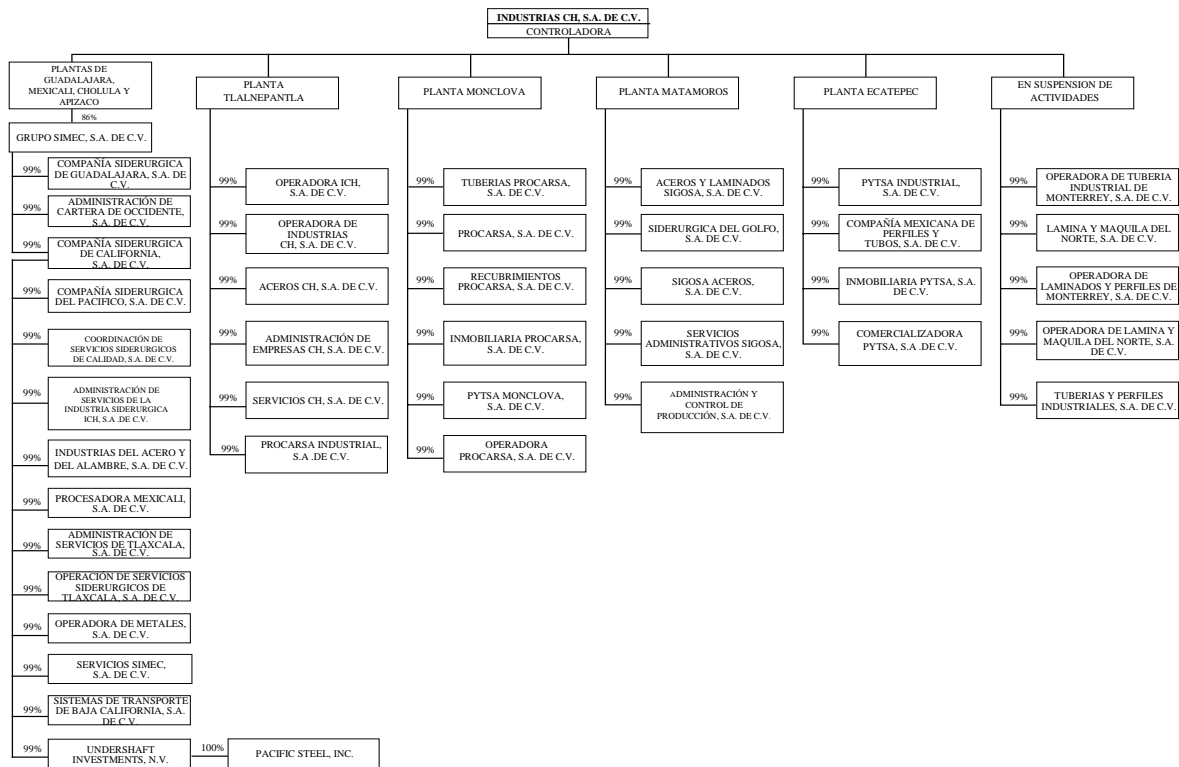 INDUSTRIAS CH, S.A. DE C.V.
CONTROLADORA
PLANTAS DE
GUADALAJARA,
MEXICALI, CHOLULA Y
APIZACO
86%
GRUPO SIMEC, S.A. DE C.V.
99%
COMPAÑÍA SIDERURGICA
DE GUADALAJARA, S.A. DE
C.V.
99%
ADMINISTRACIÓN DE
CARTERA DE OCCIDENTE,
S.A. DE C.V.
99%
COMPAÑÍA SIDERURGICA
DE CALIFORNIA,
S.A. DE C.V.
99%
COMPAÑÍA SIDERURGICA
DEL PACIFICO, S.A. DE C.V.
99%
COORDINACIÓN DE
SERVICIOS SIDERURGICOS
DE CALIDAD, S.A. DE C.V.
99%
ADMINISTRACIÓN DE
SERVICIOS DE LA
INDUSTRIA SIDERURGICA
ICH, S.A .DE C.V.
99%
INDUSTRIAS DEL ACERO Y
DEL ALAMBRE, S.A. DE C.V.
99%
PROCESADORA MEXICALI,
S.A. DE C.V.
99%
ADMINISTRACIÓN DE
SERVICIOS DE TLAXCALA,
S.A. DE C.V.
99%
OPERACIÓN DE SERVICIOS
SIDERURGICOS DE
TLAXCALA, S.A. DE C.V.
99%
OPERADORA DE METALES,
S.A. DE C.V.
99%
SERVICIOS SIMEC,
S.A. DE C.V.
99%
SISTEMAS DE TRANSPORTE
DE BAJA CALIFORNIA, S.A.
DE C.V.
99%
UNDERSHAFT
INVESTMENTS, N.V.
100%
PACIFIC STEEL, INC.
PLANTA
TLALNEPANTLA
99%
OPERADORA ICH,
S.A. DE C.V.
99%
OPERADORA DE
INDUSTRIAS
CH, S.A. DE C.V.
99%
ACEROS CH, S.A. DE C.V.
99%
ADMINISTRACIÓN DE
EMPRESAS CH, S.A. DE C.V.
99%
SERVICIOS CH, S.A. DE C.V.
99%
PROCARSA INDUSTRIAL,
S.A .DE C.V.
PLANTA MONCLOVA
99%
TUBERIAS PROCARSA,
S.A. DE C.V.
99%
PROCARSA, S.A. DE C.V.
99%
RECUBRIMIENTOS
PROCARSA, S.A. DE C.V.
99%
INMOBILIARIA PROCARSA,
S.A. DE C.V.
99%
PYTSA MONCLOVA,
S.A. DE C.V.
99%
OPERADORA
PROCARSA, S.A. DE C.V.
PLANTA MATAMOROS
99%
ACEROS Y LAMINADOS
SIGOSA, S.A. DE C.V.
99%
SIDERURGICA DEL GOLFO,
S.A. DE C.V.
99%
SIGOSA ACEROS,
S.A. DE C.V.
99%
SERVICIOS
ADMINISTRATIVOS SIGOSA,
S.A. DE C.V.
99%
ADMINISTRACIÓN Y
CONTROL DE
PRODUCCIÓN, S.A. DE C.V.
PLANTA ECATEPEC
99%
PYTSA INDUSTRIAL,
S.A. DE C.V.
99%
COMPAÑÍA MEXICANA DE
PERFILES Y
TUBOS, S.A. DE C.V.
99%
INMOBILIARIA PYTSA, S.A.
DE C.V.
99%
COMERCIALIZADORA
PYTSA, S.A .DE C.V.
EN SUSPENSION DE
ACTIVIDADES
99%
OPERADORA DE TUBERIA
INDUSTRIAL DE
MONTERREY, S.A. DE C.V.
99%
LAMINA Y MAQUILA DEL
NORTE, S.A. DE C.V.
99%
OPERADORA DE
LAMINADOS Y PERFILES DE
MONTERREY, S.A. DE C.V.
99%
OPERADORA DE LAMINA Y
MAQUILA DEL NORTE, S.A.
DE C.V.
99%
TUBERIAS Y PERFILES
INDUSTRIALES, S.A. DE C.V.